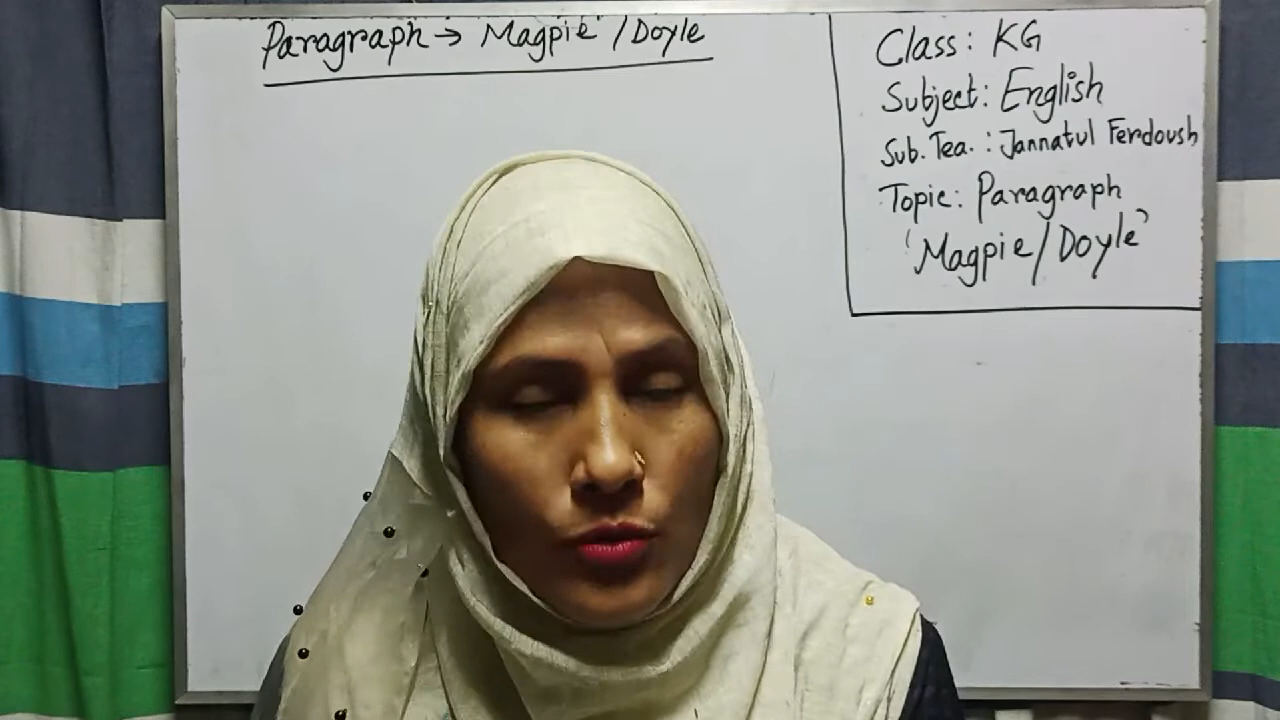 Paragraph → Magpie /Doyle
Class: KG
Subject: English
Sub. Tea. : Jannatul Ferdoush
Topic: Paragraph
'Magpie/Doyle'